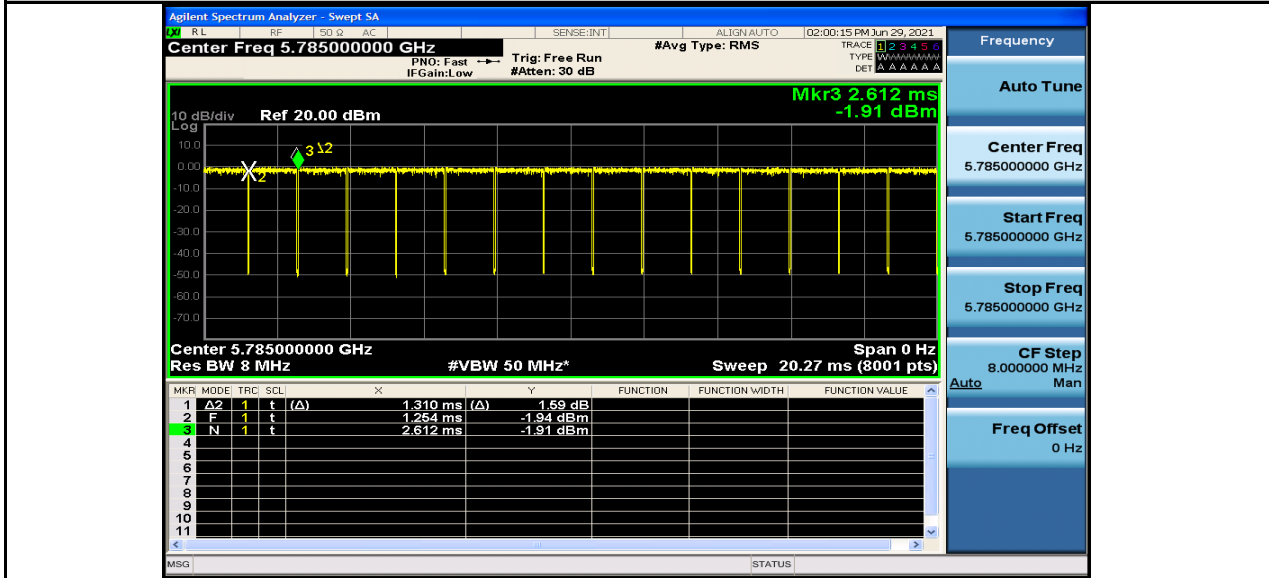 Agilent Spectrum Analyzer - Swept SA
LXI RL RF 50 Ω AC SENSE:INT ALIGN AUTO 02:00:15 PM Jun 29, 2021
Center Freq 5.785000000 GHz #Avg Type: RMS TRACE 1 2 3 4 5 6
PNO: Fast Trig: Free Run TYPE WWWWWW
IFGain:Low #Atten: 30 dB DET A A A A A A
Mkr3 2.612 ms
10 dB/div Ref 20.00 dBm -1.91 dBm
Log
10.0
3 Δ2
0.00
X2
-10.0
-20.0
-30.0
-40.0
-50.0
-60.0
-70.0
Center 5.785000000 GHz Span 0 Hz
Res BW 8 MHz #VBW 50 MHz* Sweep 20.27 ms (8001 pts)
MKR MODE TRC SCL X Y FUNCTION FUNCTION WIDTH FUNCTION VALUE
1 Δ2 1 t (Δ) 1.310 ms (Δ) 1.59 dB
2 F 1 t 1.254 ms -1.94 dBm
3 N 1 t 2.612 ms -1.91 dBm
4
5
6
7
8
9
10
11
MSG STATUS
Frequency
Auto Tune
Center Freq
5.785000000 GHz
Start Freq
5.785000000 GHz
Stop Freq
5.785000000 GHz
CF Step
8.000000 MHz
Auto Man
Freq Offset
0 Hz